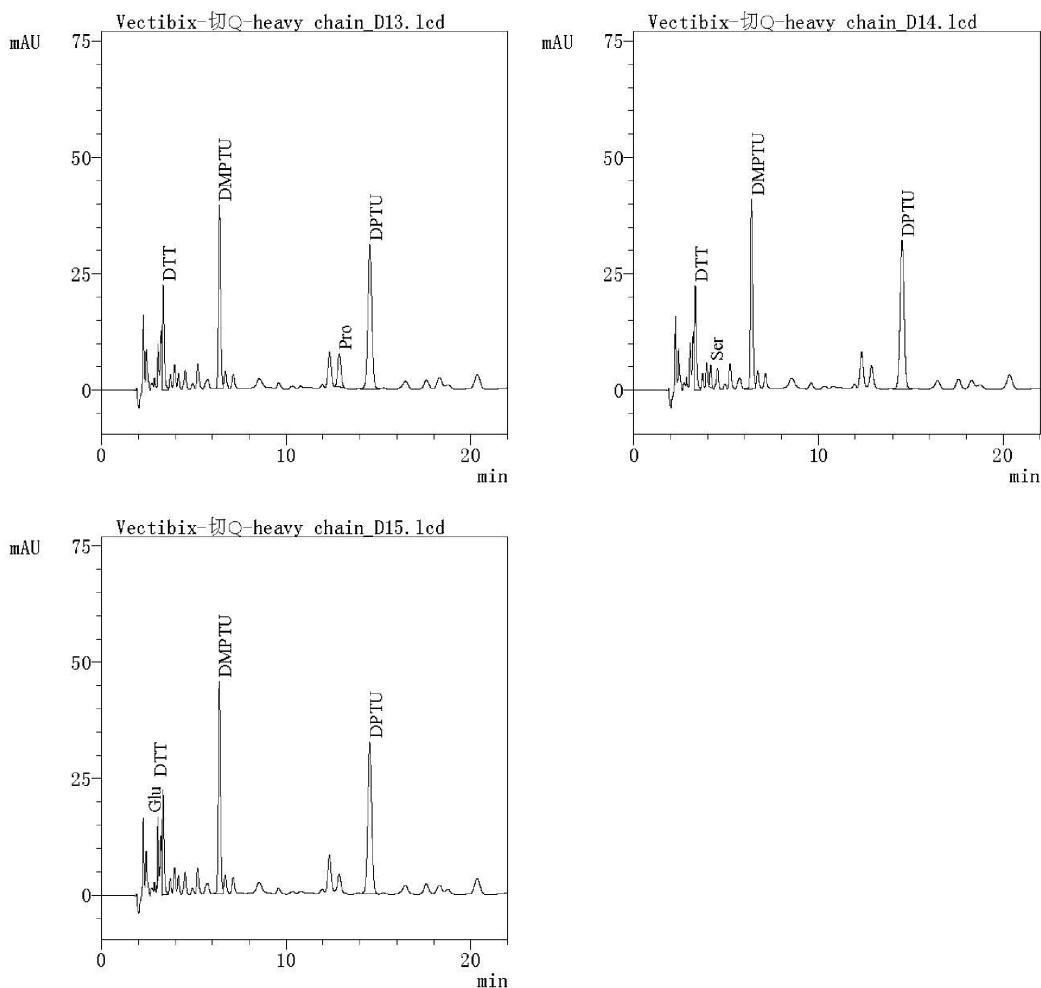 Vectibix-切Q-heavy chain_D13.lcd
mAU
75
50
25
0
DTT
DMPTU
Pro
DPTU
0
10
20
min
Vectibix-切Q-heavy chain_D14.lcd
mAU
75
50
25
0
DTT
Ser
DMPTU
DPTU
0
10
20
min
Vectibix-切Q-heavy chain_D15.lcd
mAU
75
50
25
0
Glu
DTT
DMPTU
DPTU
0
10
20
min